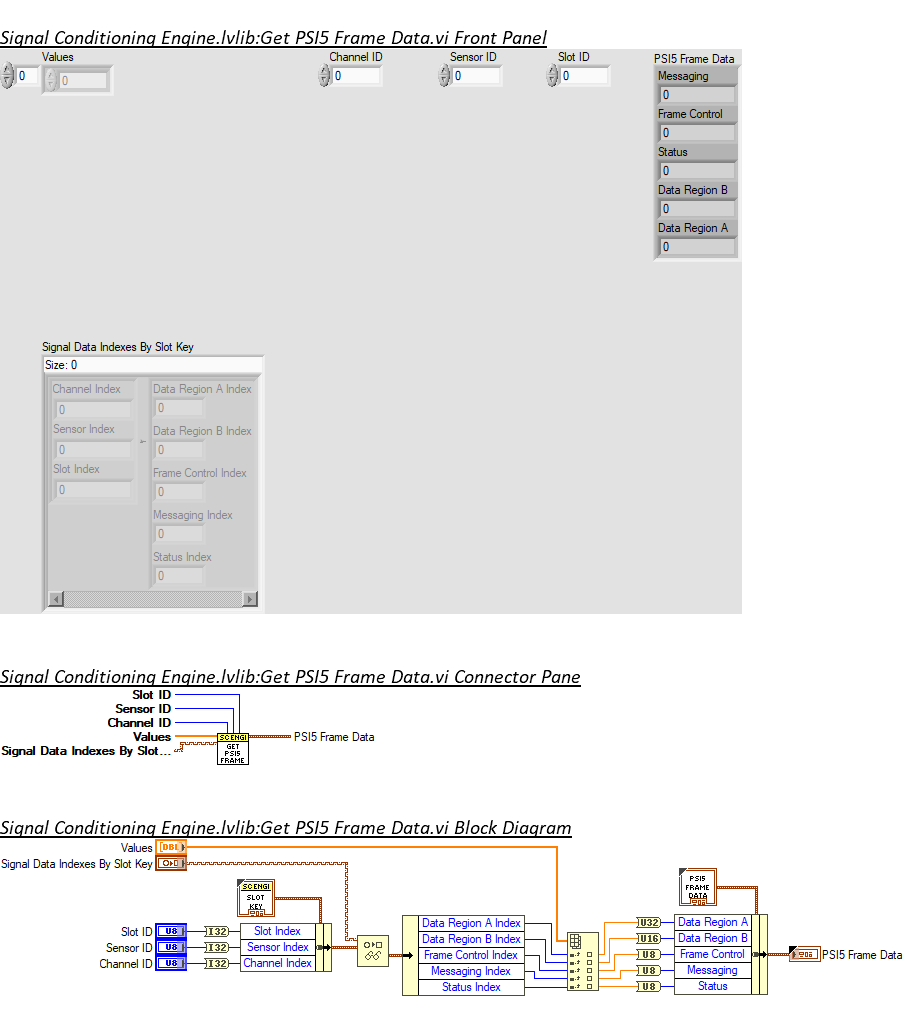 Signal Conditioning Engine.lvlib:Get PSI5 Frame Data.vi Front Panel
Values
0
0
Channel ID
0
Sensor ID
0
Slot ID
0
PSI5 Frame Data
Messaging
0
Frame Control
0
Status
0
Data Region B
0
Data Region A
0
Signal Data Indexes By Slot Key
Size: 0
Channel Index
0
Sensor Index
0
Slot Index
0
Data Region A Index
0
Data Region B Index
0
Frame Control Index
0
Messaging Index
0
Status Index
0
Signal Conditioning Engine.lvlib:Get PSI5 Frame Data.vi Connector Pane
Slot ID
Sensor ID
Channel ID
Values
Signal Data Indexes By Slot...
SCENGI
GET
PSI5
FRAME
PSI5 Frame Data
Signal Conditioning Engine.lvlib:Get PSI5 Frame Data.vi Block Diagram
Values
DBL
Signal Data Indexes By Slot Key
SCENGI
SLOT
KEY
Slot ID
U8
I32
Slot Index
Sensor ID
U8
I32
Sensor Index
Channel ID
U8
I32
Channel Index
Data Region A Index
Data Region B Index
Frame Control Index
Messaging Index
Status Index
PSI5
FRAME
DATA
U32
Data Region A
U16
Data Region B
U8
Frame Control
U8
Messaging
U8
Status
PSI5 Frame Data